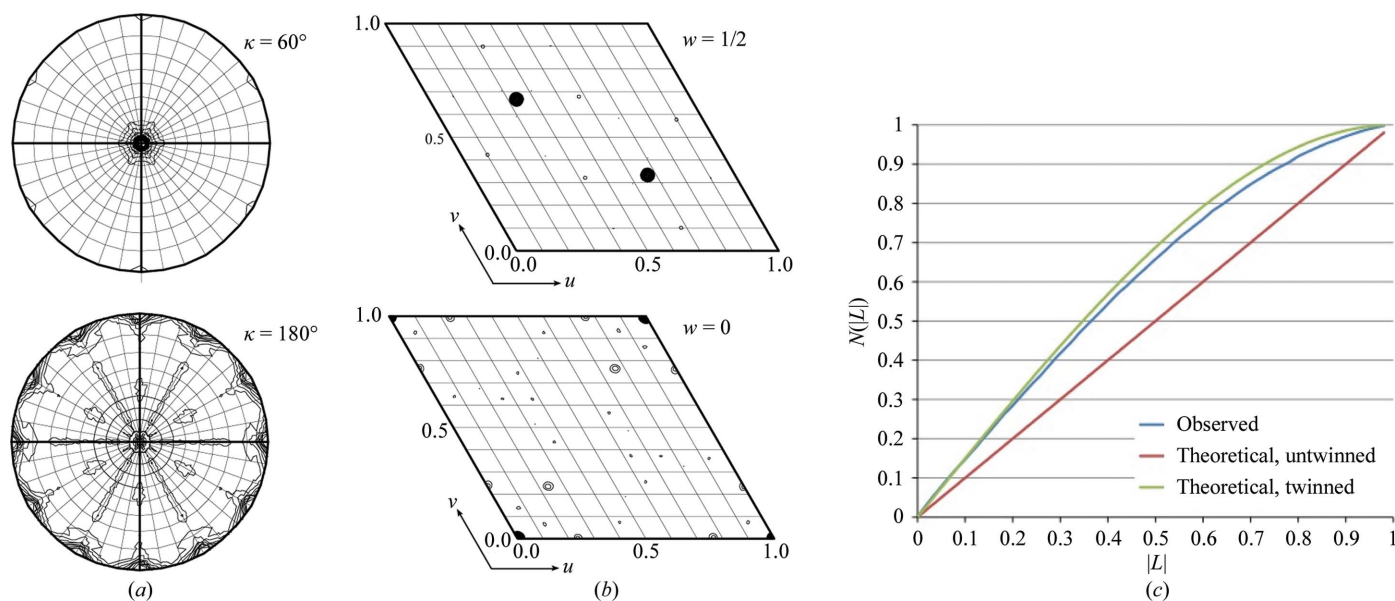 κ = 60°
κ = 180°
(a)
1.0
w = 1/2
0.5
v
0.0
0.0
0.5
1.0
u
1.0
w = 0
0.5
v
0.0
0.0
0.5
1.0
u
(b)
1
0.9
0.8
0.7
0.6
0.5
0.4
0.3
0.2
0.1
0
N(|L|)
Observed
Theoretical, untwinned
Theoretical, twinned
0 0.1 0.2 0.3 0.4 0.5 0.6 0.7 0.8 0.9 1
|L|
(c)